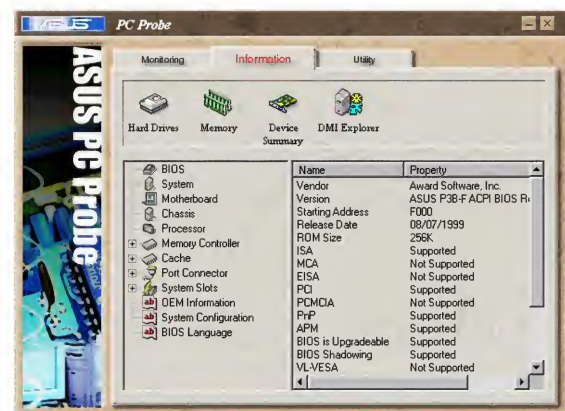 ASUS PC Probe
ASUS PC Probe
Monitoring
Information
Utility
Hard Drives
Memory
Device Summary
DMI Explorer
BIOS
System
Motherboard
Chassis
Processor
Memory Controller
Cache
Port Connector
System Slots
ab OEM Information
ab System Configuration
ab BIOS Language
Name Property
Vendor Award Software, Inc.
Version ASUS P3B-F ACPI BIOS R
Starting Address F000
Release Date 08/07/1999
ROM Size 256K
ISA Supported
MCA Not Supported
EISA Not Supported
PCI Supported
PCMCIA Not Supported
PnP Supported
APM Supported
BIOS is Upgradeable Supported
BIOS Shadowing Supported
VL-VESA Not Supported